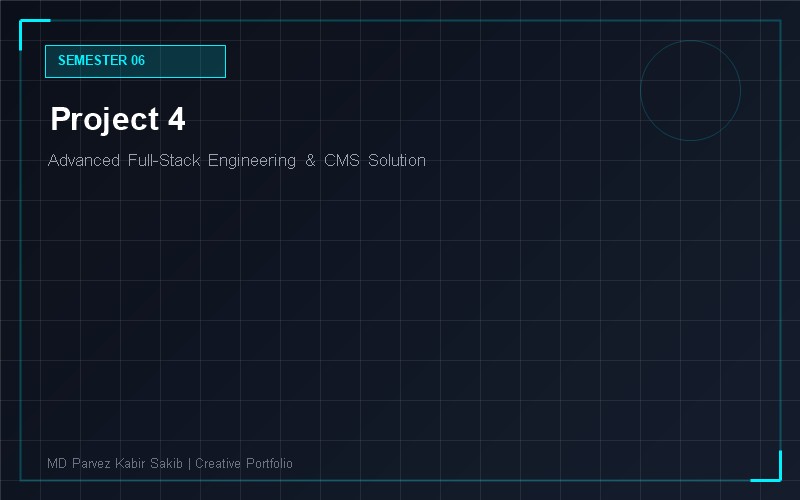 SEMESTER 06
Project 4
Advanced Full-Stack Engineering & CMS Solution
MD Parvez Kabir Sakib | Creative Portfolio